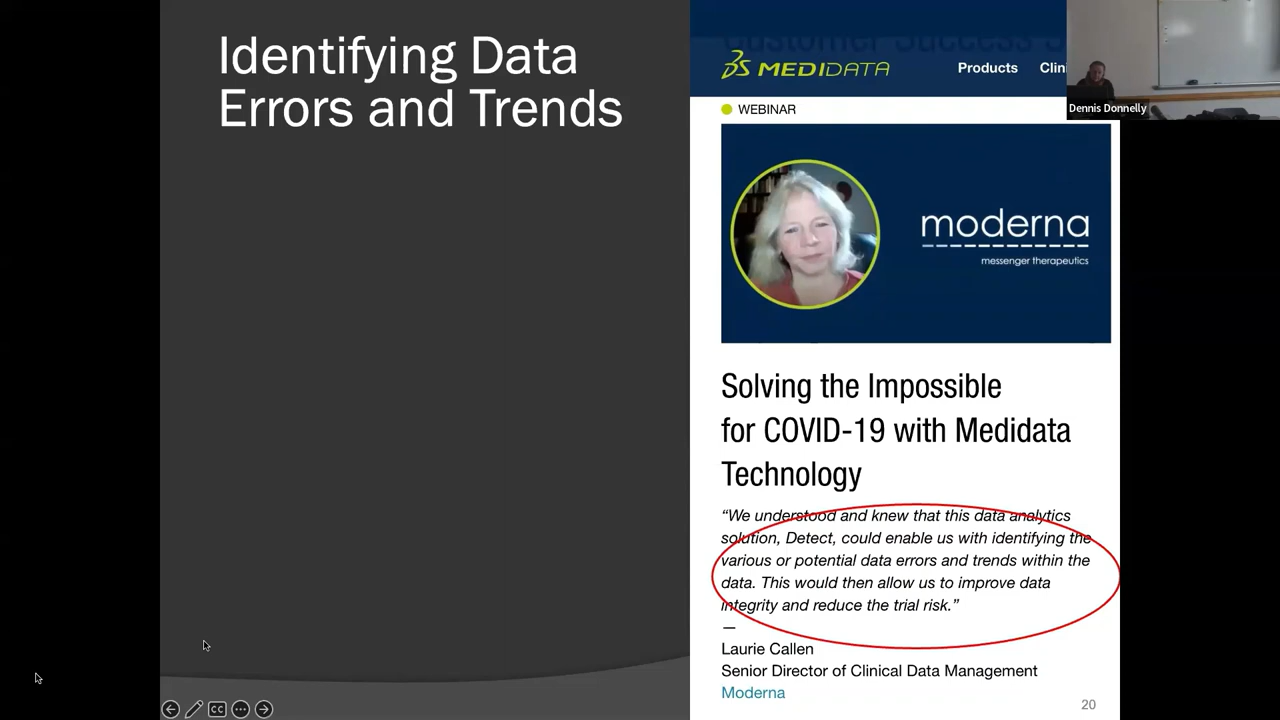 Identifying Data
Errors and Trends
MEDIDATA
Products
Dennis Donnelly
WEBINAR
moderna
messenger therapeutics
Solving the Impossible
for COVID-19 with Medidata
Technology
“We understood and knew that this data analytics
solution, Detect, could enable us with identifying the
various or potential data errors and trends within the
data. This would then allow us to improve data
integrity and reduce the trial risk.”
—
Laurie Callen
Senior Director of Clinical Data Management
Moderna
20
CC